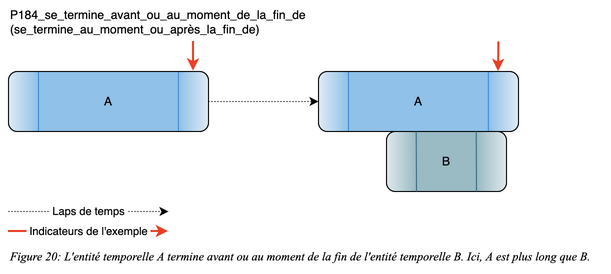 P184_se_termine_avant_ou_au_moment_de_la_fin_de
(se_termine_au_moment_ou_après_la_fin_de)
A
A
B
Laps de temps
Indicateurs de l'exemple
Figure 20: L'entité temporelle A termine avant ou au moment de la fin de l'entité temporelle B. Ici, A est plus long que B.